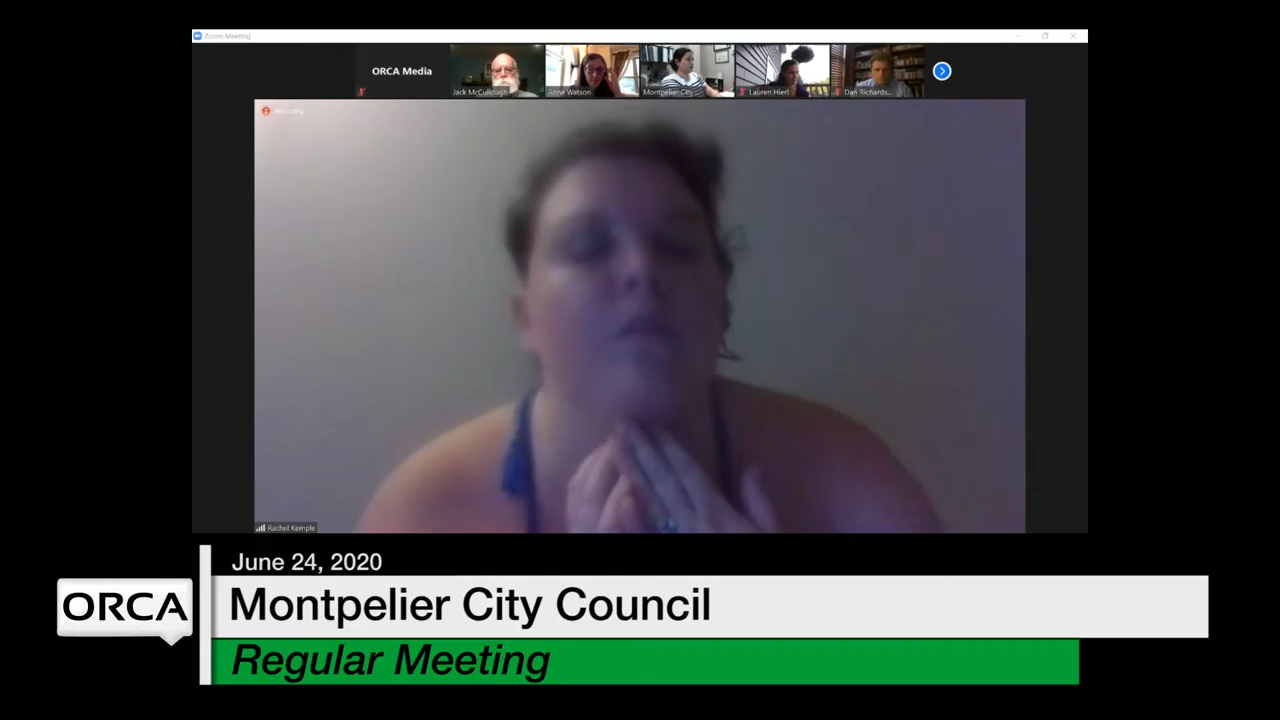 Zoom Meeting
ORCA Media
Jack McCullough
Anne Watson
Montpelier City...
Lauren Hierl
Dan Richards...
Recording
Rachel Kemple
June 24, 2020
ORCA
Montpelier City Council
Regular Meeting